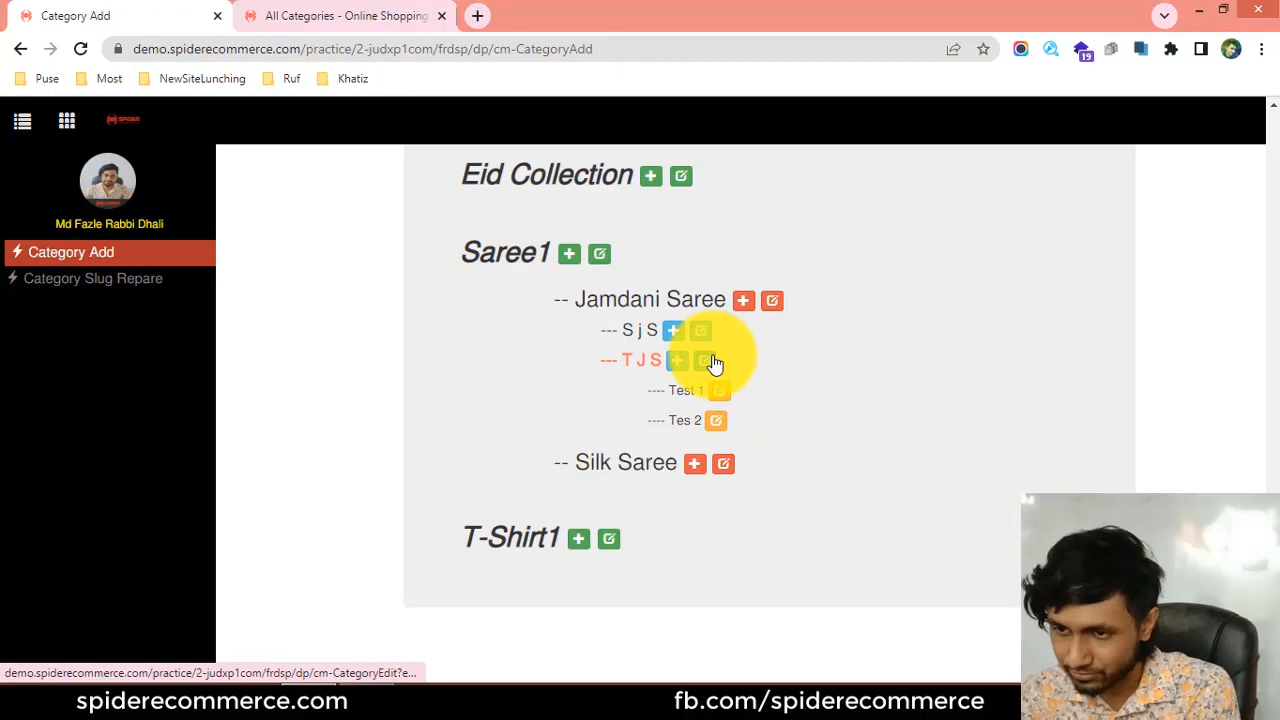 Category Add
All Categories - Online Shopping
demo.spiderecommerce.com/practice/2-judxp1com/frdsp/dp/cm-CategoryAdd
19
Puse Most NewSiteLunching Ruf Khatiz
SPIDER
Md Fazle Rabbi Dhali
Category Add
Category Slug Repare
Eid Collection
Saree1
-- Jamdani Saree
--- S j S
--- T J S
---- Test 1
---- Tes 2
-- Silk Saree
T-Shirt1
demo.spiderecommerce.com/practice/2-judxp1com/frdsp/dp/cm-CategoryEdit?e...
spiderecommerce.com
fb.com/spiderecommerce